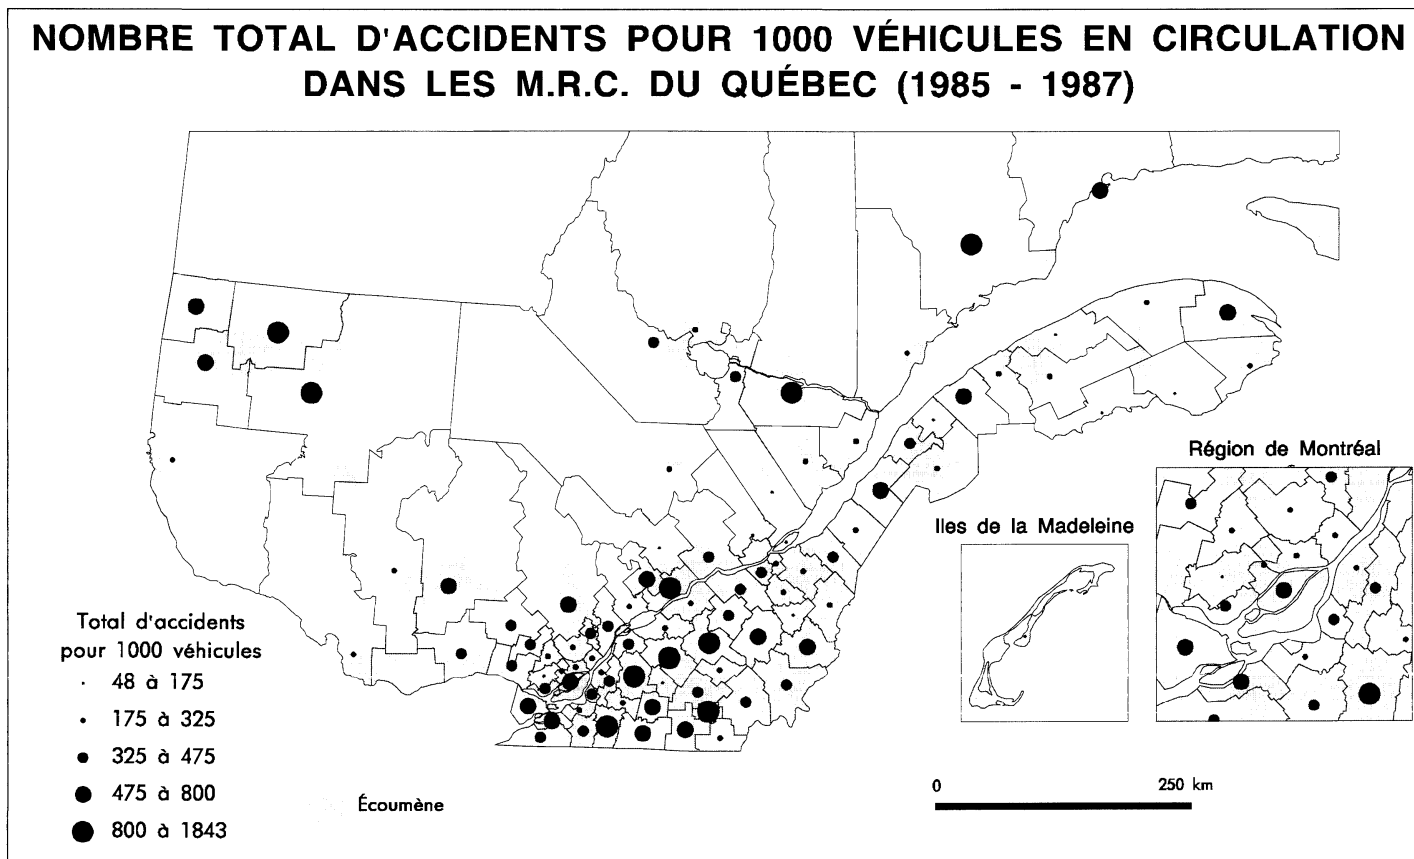 NOMBRE TOTAL D'ACCIDENTS POUR 1000 VÉHICULES EN CIRCULATION
DANS LES M.R.C. DU QUÉBEC (1985 - 1987)
Région de Montréal
Iles de la Madeleine
Total d'accidents
pour 1000 véhicules
48 à 175
175 à 325
325 à 475
475 à 800
800 à 1843
Écoumène
0 250 km